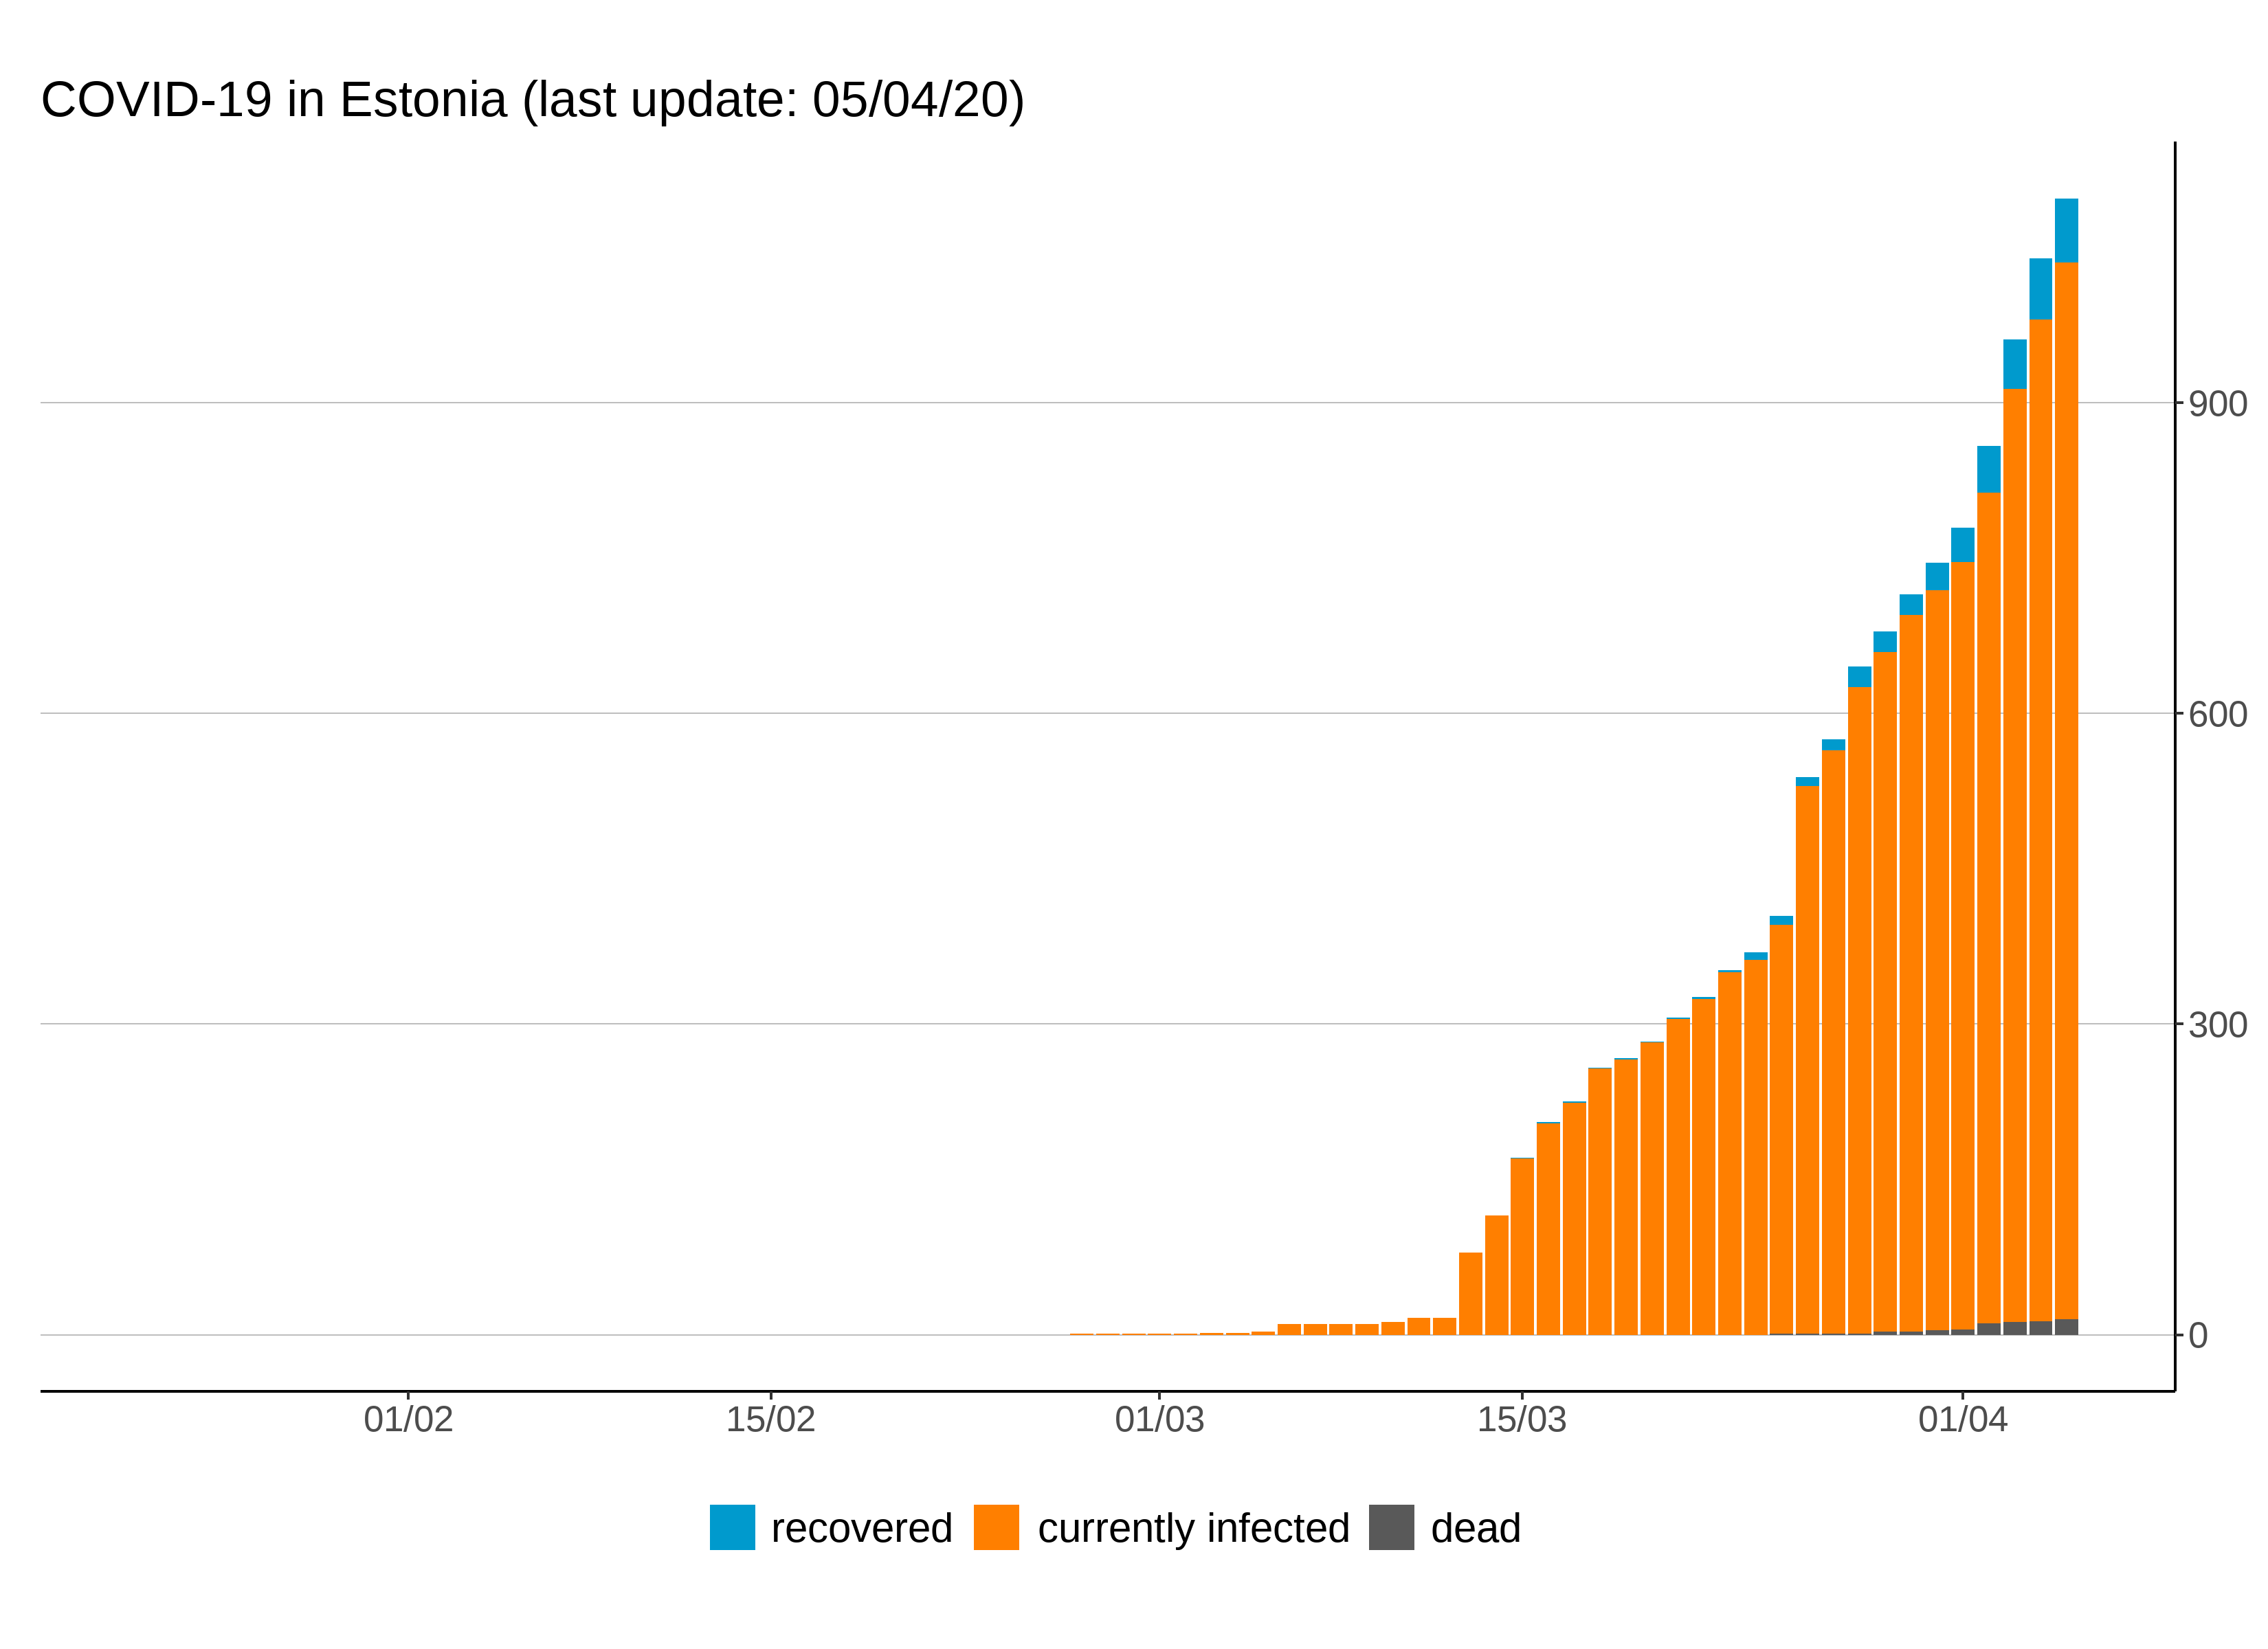 COVID-19 in Estonia (last update: 05/04/20)
900
600
300
0
01/02 15/02 01/03 15/03 01/04
recovered currently infected dead